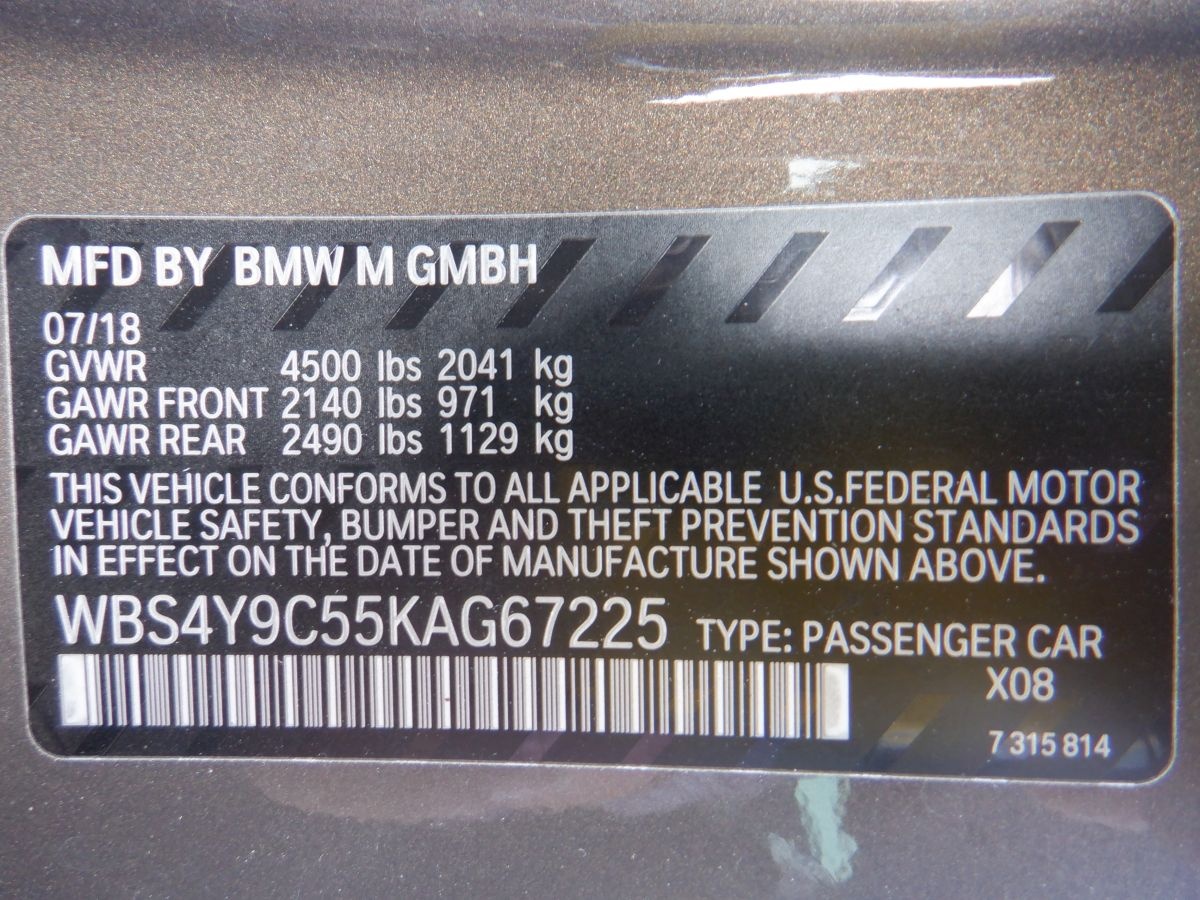 MFD BY BMW M GMBH
07/18
GVWR 4500 lbs 2041 kg
GAWR FRONT 2140 lbs 971 kg
GAWR REAR 2490 lbs 1129 kg
THIS VEHICLE CONFORMS TO ALL APPLICABLE U.S.FEDERAL MOTOR
VEHICLE SAFETY, BUMPER AND THEFT PREVENTION STANDARDS
IN EFFECT ON THE DATE OF MANUFACTURE SHOWN ABOVE.
WBS4Y9C55KAG67225 TYPE: PASSENGER CAR
X08
7 315 814